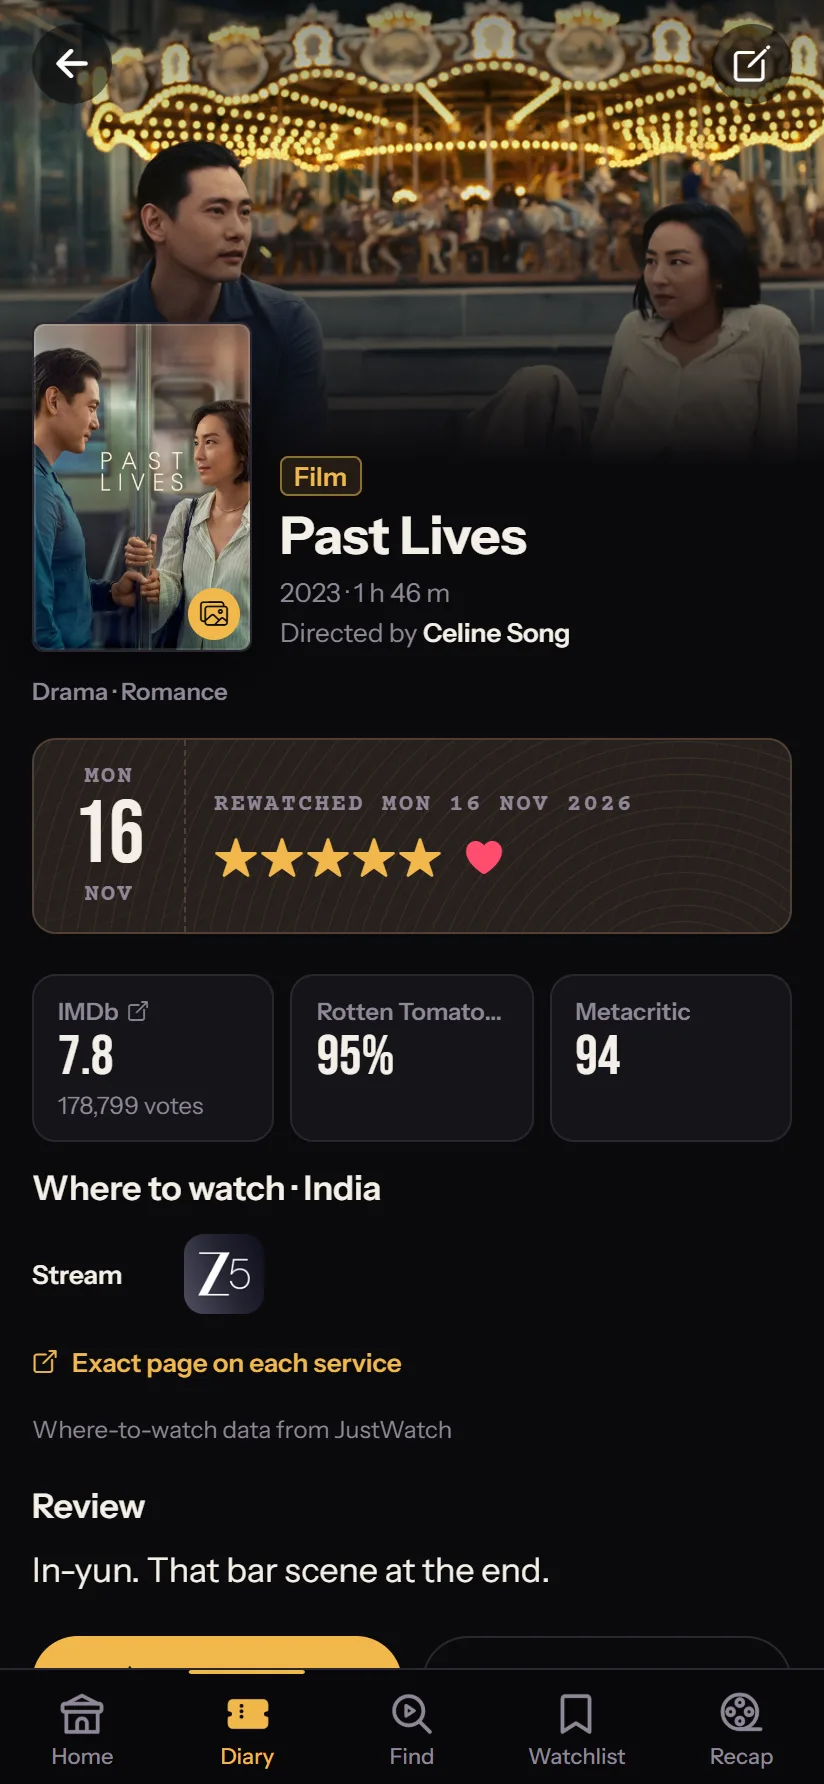 PAST
LIVES
Film
Past Lives
2023 · 1 h 46 m
Directed by Celine Song
Drama · Romance
MON
16
NOV
REWATCHED MON 16 NOV 2026
IMDb
7.8
178,799 votes
Rotten Tomato...
95%
Metacritic
94
Where to watch · India
Stream
Z5
Exact page on each service
Where-to-watch data from JustWatch
Review
In-yun. That bar scene at the end.
Home
Diary
Find
Watchlist
Recap